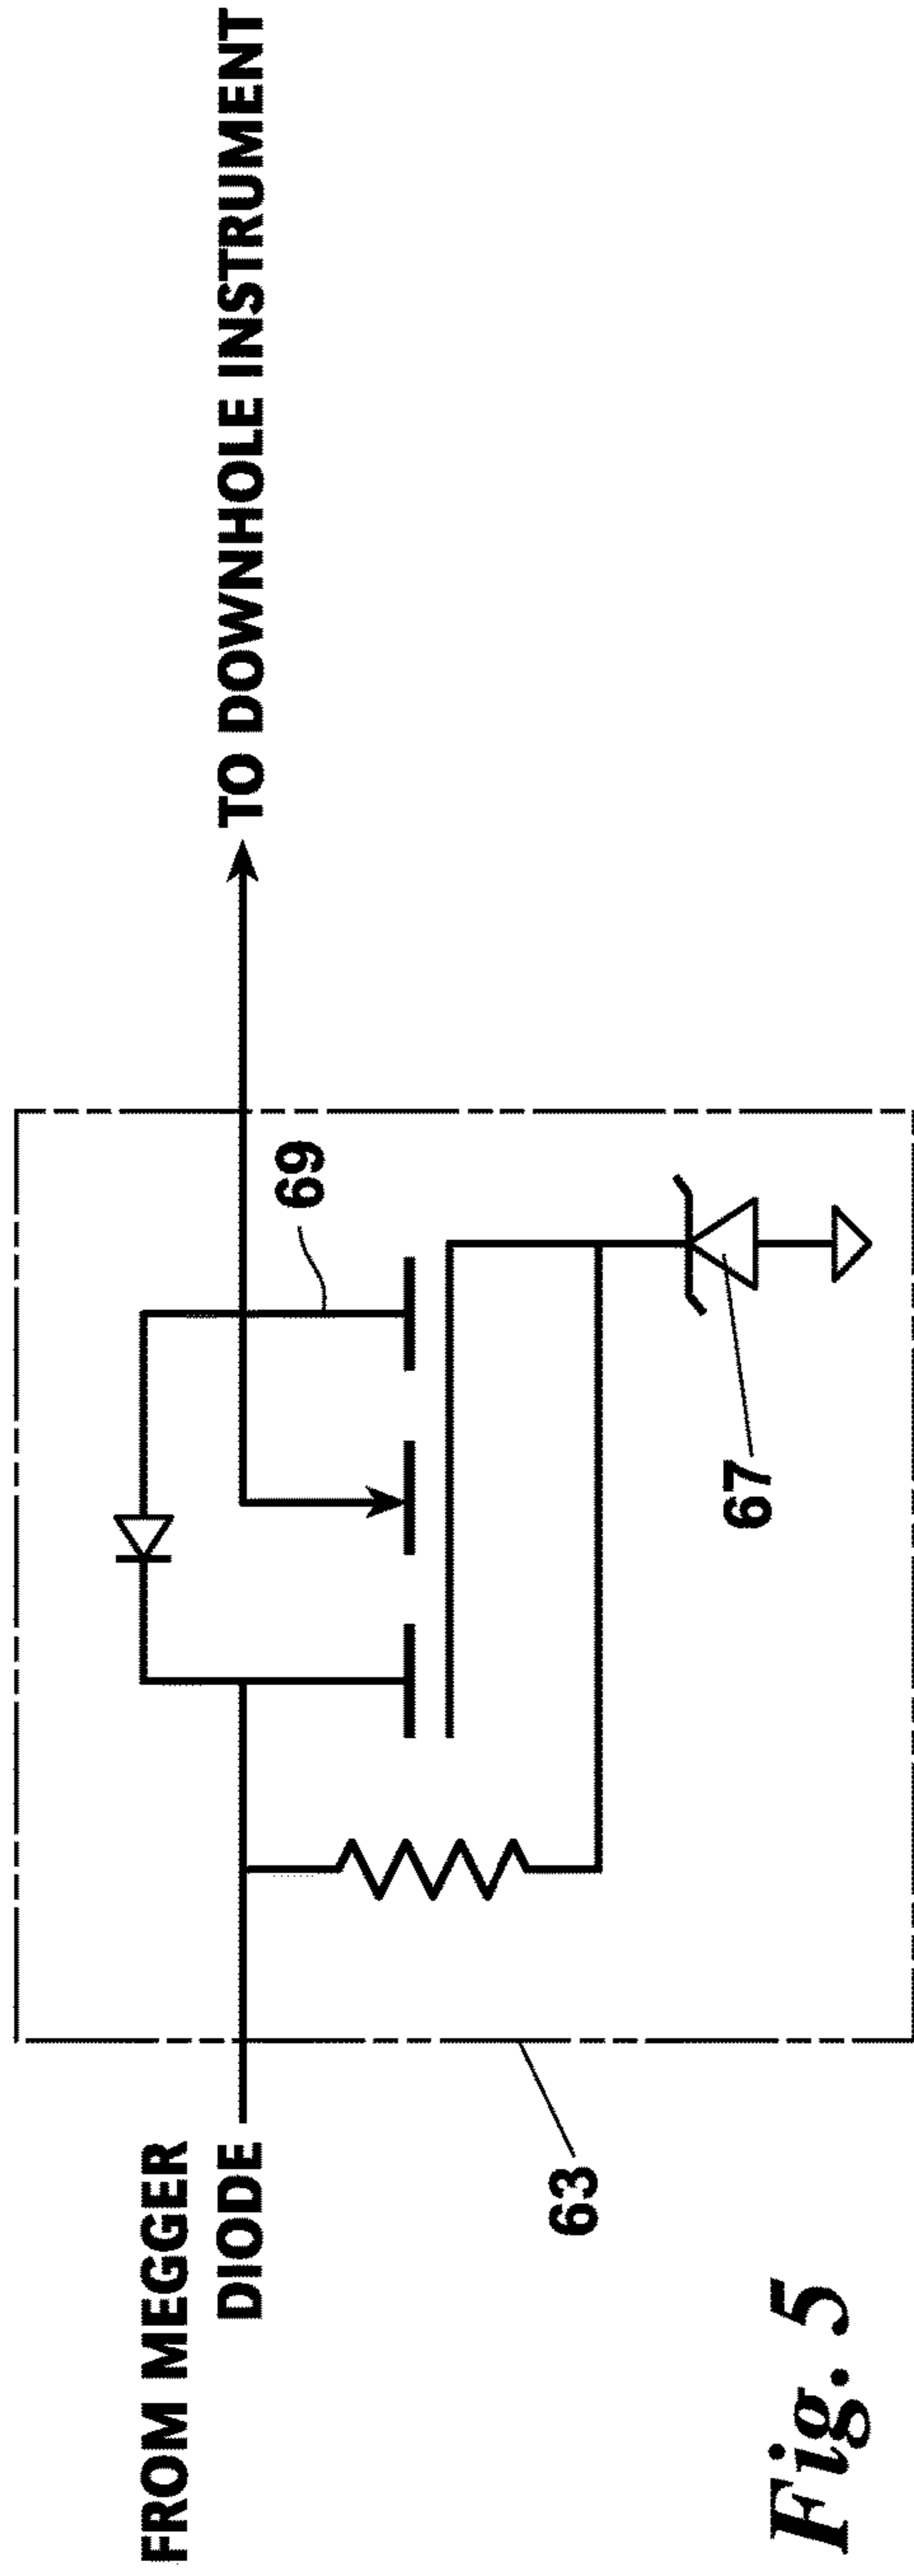 FROM MEGGER
DIODE
TO DOWNHOLE INSTRUMENT
69
67
63
Fig. 5